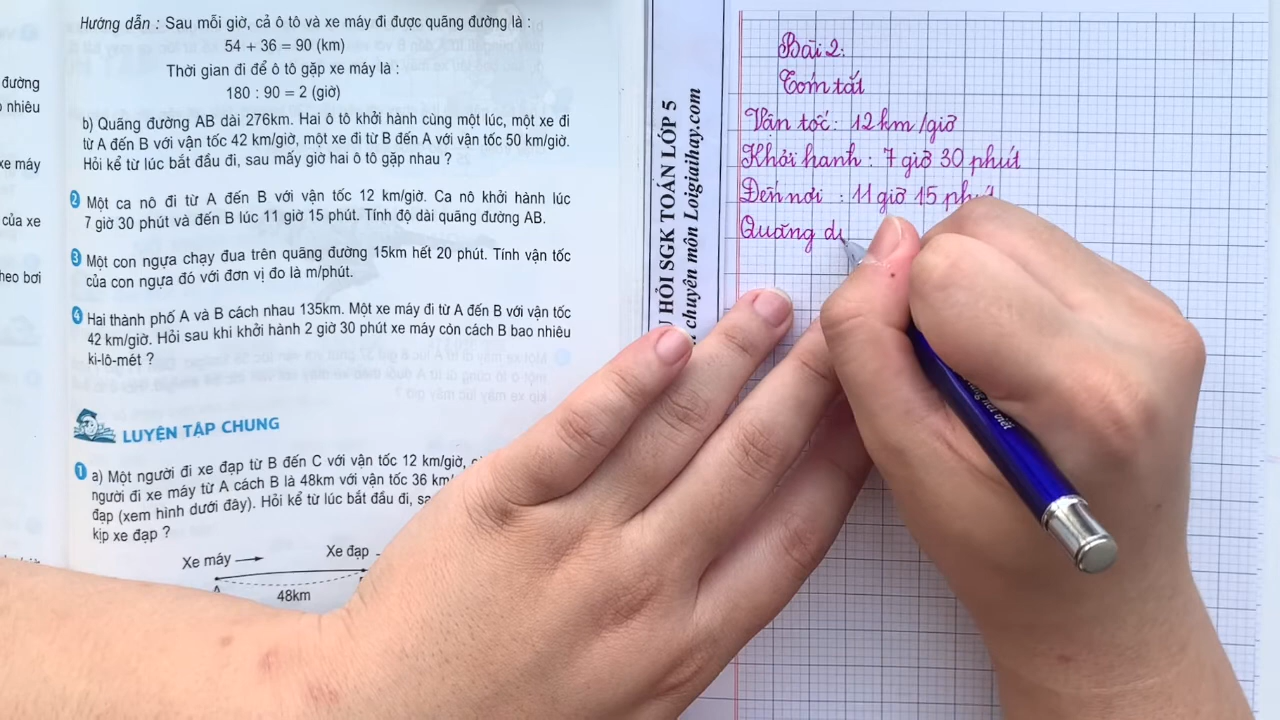 đường
nhiêu
xe máy
của xe
heo bơi
Hướng dẫn : Sau mỗi giờ, cả ô tô và xe máy đi được quãng đường là :
54 + 36 = 90 (km)
Thời gian đi để ô tô gặp xe máy là :
180 : 90 = 2 (giờ)
b) Quãng đường AB dài 276km. Hai ô tô khởi hành cùng một lúc, một xe đi
từ A đến B với vận tốc 42 km/giờ, một xe đi từ B đến A với vận tốc 50 km/giờ.
Hỏi kể từ lúc bắt đầu đi, sau mấy giờ hai ô tô gặp nhau ?
2 Một ca nô đi từ A đến B với vận tốc 12 km/giờ. Ca nô khởi hành lúc
7 giờ 30 phút và đến B lúc 11 giờ 15 phút. Tính độ dài quãng đường AB.
3 Một con ngựa chạy đua trên quãng đường 15km hết 20 phút. Tính vận tốc
của con ngựa đó với đơn vị đo là m/phút.
4 Hai thành phố A và B cách nhau 135km. Một xe máy đi từ A đến B với vận tốc
42 km/giờ. Hỏi sau khi khởi hành 2 giờ 30 phút xe máy còn cách B bao nhiêu
ki-lô-mét ?
LUYỆN TẬP CHUNG
1 a) Một người đi xe đạp từ B đến C với vận tốc 12 km/giờ,
người đi xe máy từ A cách B là 48km với vận tốc 36 km/
đạp (xem hình dưới đây). Hỏi kể từ lúc bắt đầu đi,
kịp xe đạp ?
Xe máy Xe đạp
A
48km
HỎI SGK TOÁN LỚP 5
chuyên môn Loigiaihay.com
Bài 2:
Tóm tắt
Vận tốc: 12 km/giờ
Khởi hành : 7 giờ 30 phút
Đến nơi : 11 giờ 15 phút
Quãng